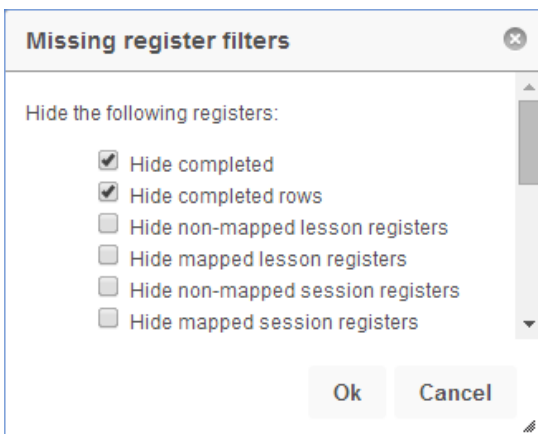 Missing register filters
Hide the following registers:
Hide completed
Hide completed rows
Hide non-mapped lesson registers
Hide mapped lesson registers
Hide non-mapped session registers
Hide mapped session registers
Ok Cancel